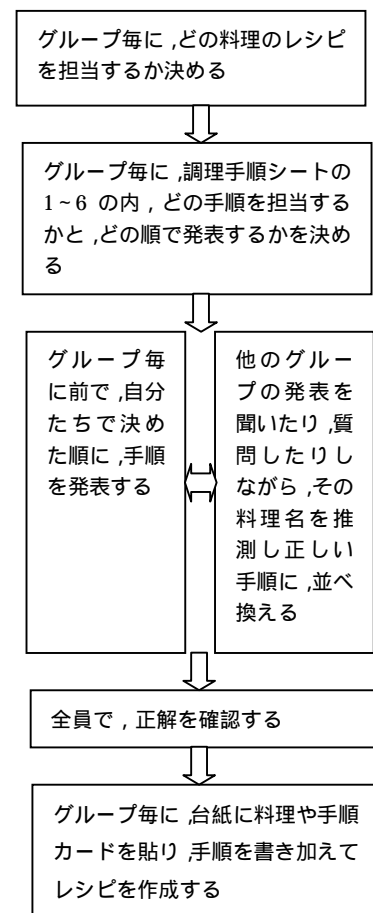 グループ毎に,どの料理のレシピ
を担当するか決める
グループ毎に,調理手順シートの
1~6 の内,どの手順を担当する
かと,どの順で発表するかを決め
る
グループ毎
に前で,自分
たちで決め
た順に,手順
を発表する
他のグルー
プの発表を
聞いたり,質
問したりし
ながら,その
料理名を推
測し正しい
手順に,並べ
換える
全員で,正解を確認する
グループ毎に,台紙に料理や手順
カードを貼り,手順を書き加えて
レシピを作成する